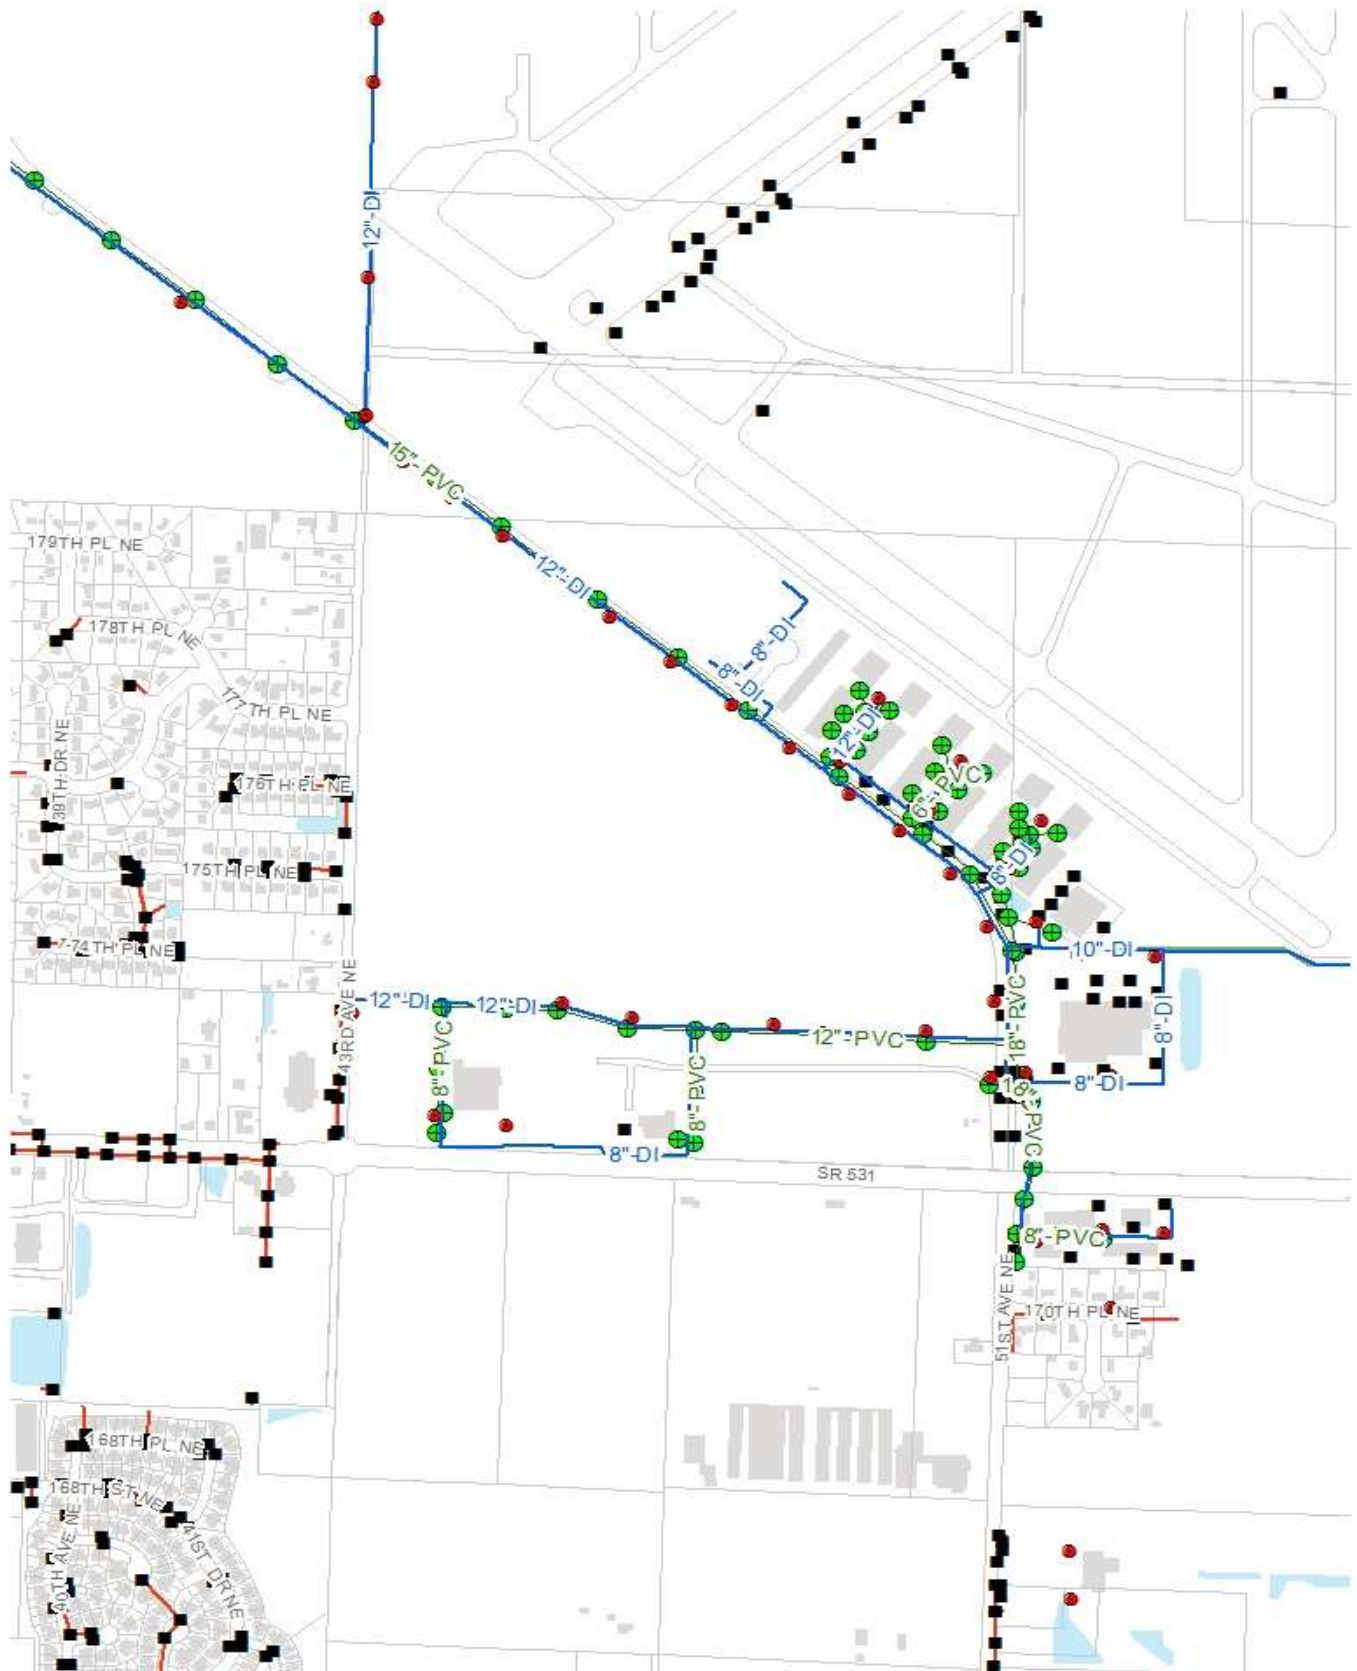 12"-DI
15"-PVC
179TH PL NE
12"-DI
178TH PL NE
8"-DI
8"-DI
177TH PL NE
12"-DI
39TH DR NE
176TH PL NE
6"-PVC
175TH PL NE
8"-DI
174TH PL NE
10"-DI
43RD AVE NE
12"-DI
12"-DI
18"-PVC
8"-DI
12"-PVC
8"-PVC
8"-PVC
8"-DI
18"-PVC
8"-DI
SR 531
8"-PVC
51ST AVE NE
170TH PL NE
168TH PL NE
168TH ST NE
40TH AVE NE
41ST DR NE